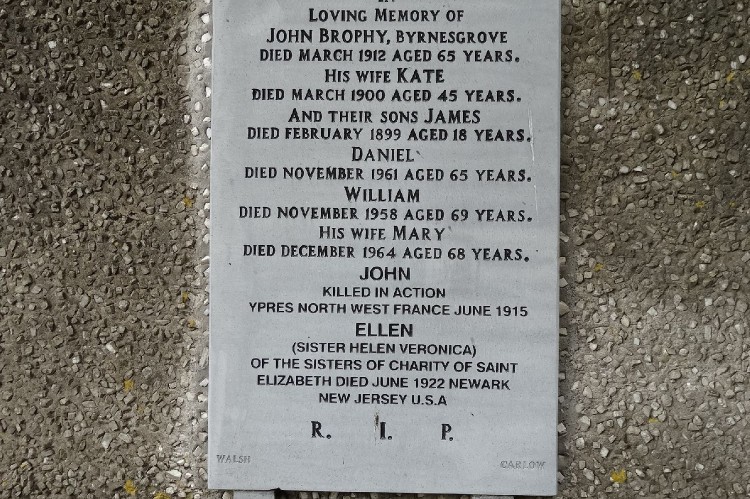 IN
LOVING MEMORY OF
JOHN BROPHY, BYRNESGROVE
DIED MARCH 1912 AGED 65 YEARS.
HIS WIFE KATE
DIED MARCH 1900 AGED 45 YEARS.
AND THEIR SONS JAMES
DIED FEBRUARY 1899 AGED 18 YEARS.
DANIEL
DIED NOVEMBER 1961 AGED 65 YEARS.
WILLIAM
DIED NOVEMBER 1958 AGED 69 YEARS.
HIS WIFE MARY
DIED DECEMBER 1964 AGED 68 YEARS.
JOHN
KILLED IN ACTION
YPRES NORTH WEST FRANCE JUNE 1915
ELLEN
(SISTER HELEN VERONICA)
OF THE SISTERS OF CHARITY OF SAINT
ELIZABETH DIED JUNE 1922 NEWARK
NEW JERSEY U.S.A
R. I. P.
WALSH CARLOW